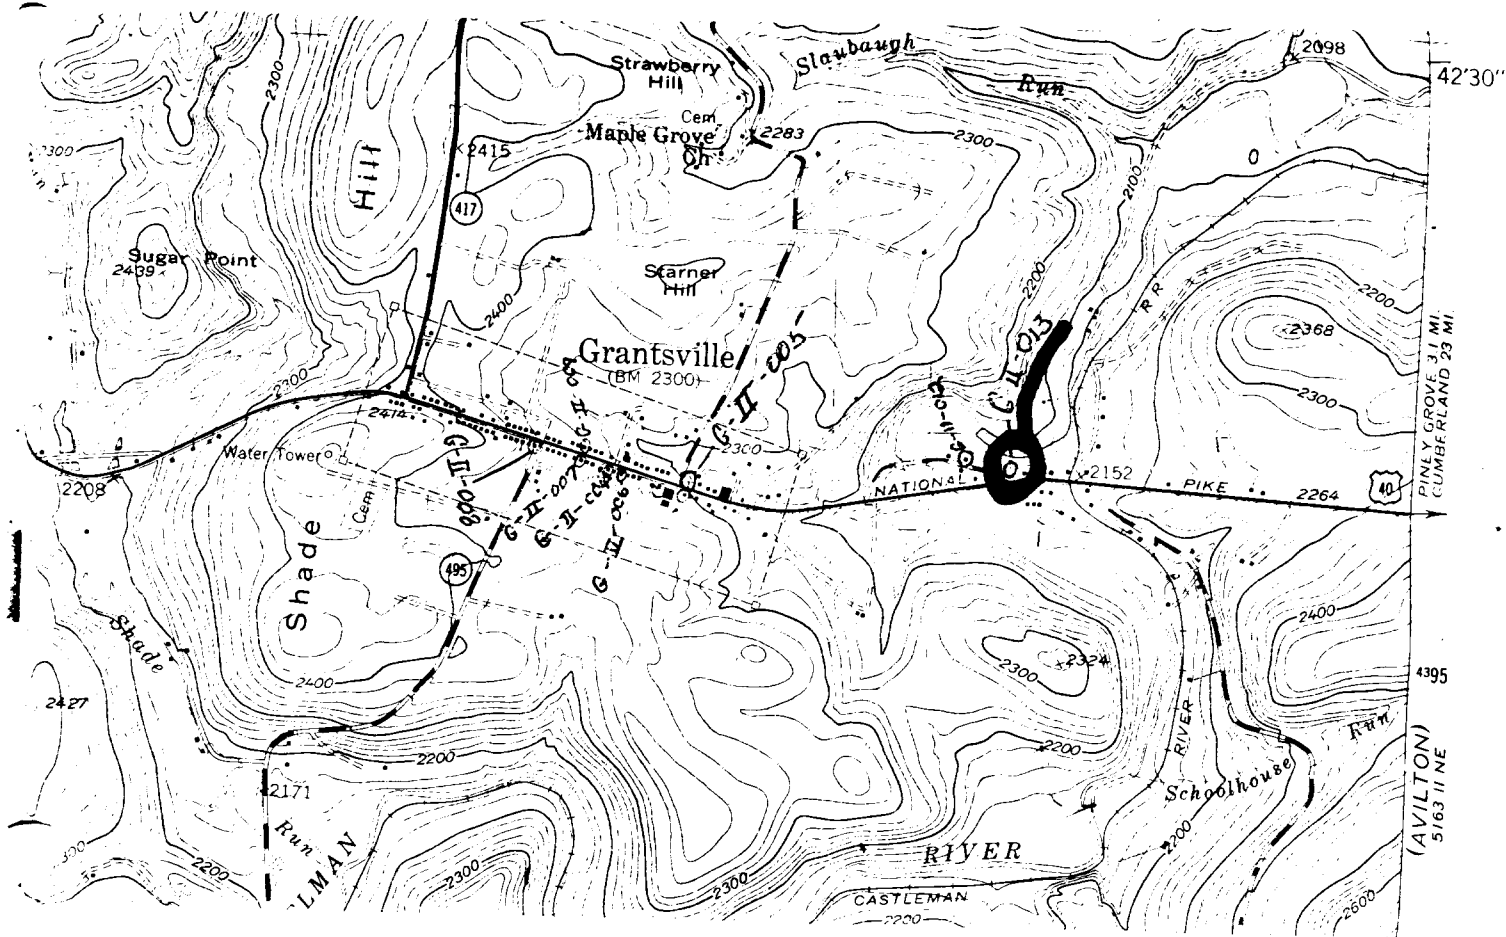 Slaubaugh
Run
2098
42'30"
Strawberry
Hill
Cem
Maple Grove
Ch
2283
2300
2300
2300
Hill
2415
417
2100
Sugar Point
2439
Starner
Hill
2400
2200
RR
2200
2368
Grantsville
(BM 2300)
G-II-005
G-II-013
2300
2300
2414
PINEY GROVE 3.1 MI.
CUMBERLAND 23 MI.
Water Tower
G-II-008
G-II-007
G-II-006
2300
2208
Cem
NATIONAL PIKE
2152
2264
40
Shade
495
2400
Shade
2300
2324
4395
2400
2427
RIVER
Run
2200
2200
2171
Schoolhouse
(AVILTON)
5163 II NE
Run
2200
2300
2300
RIVER
2200
LMAN
CASTLEMAN
2200
2600